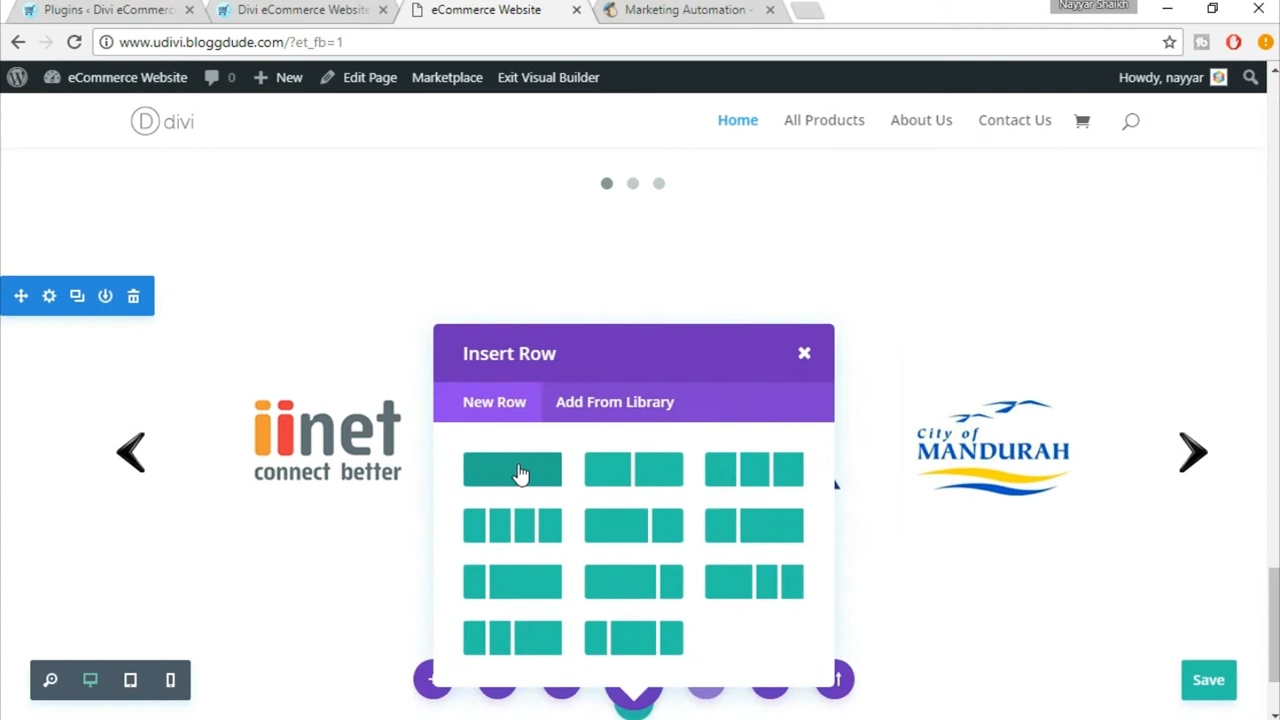 Plugins ‹ Divi eCommerc
Divi eCommerce Website
eCommerce Website
Marketing Automation -
Nayyar Shaikh
www.udivi.bloggdude.com/?et_fb=1
eCommerce Website
0
New
Edit Page
Marketplace
Exit Visual Builder
Howdy, nayyar
D divi
Home
All Products
About Us
Contact Us
Insert Row
New Row
Add From Library
iinet
connect better
City of
MANDURAH
Save